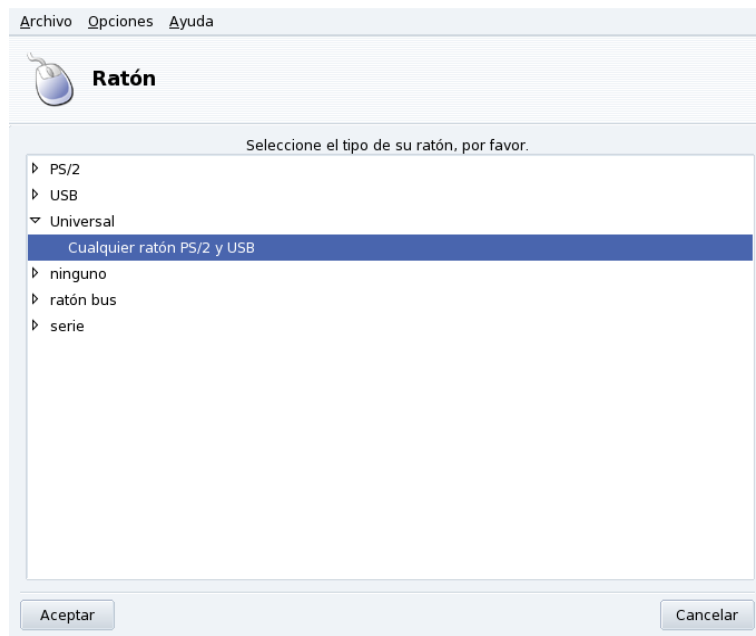 Archivo Opciones Ayuda
Ratón
Seleccione el tipo de su ratón, por favor.
PS/2
USB
Universal
Cualquier ratón PS/2 y USB
ninguno
ratón bus
serie
Aceptar Cancelar